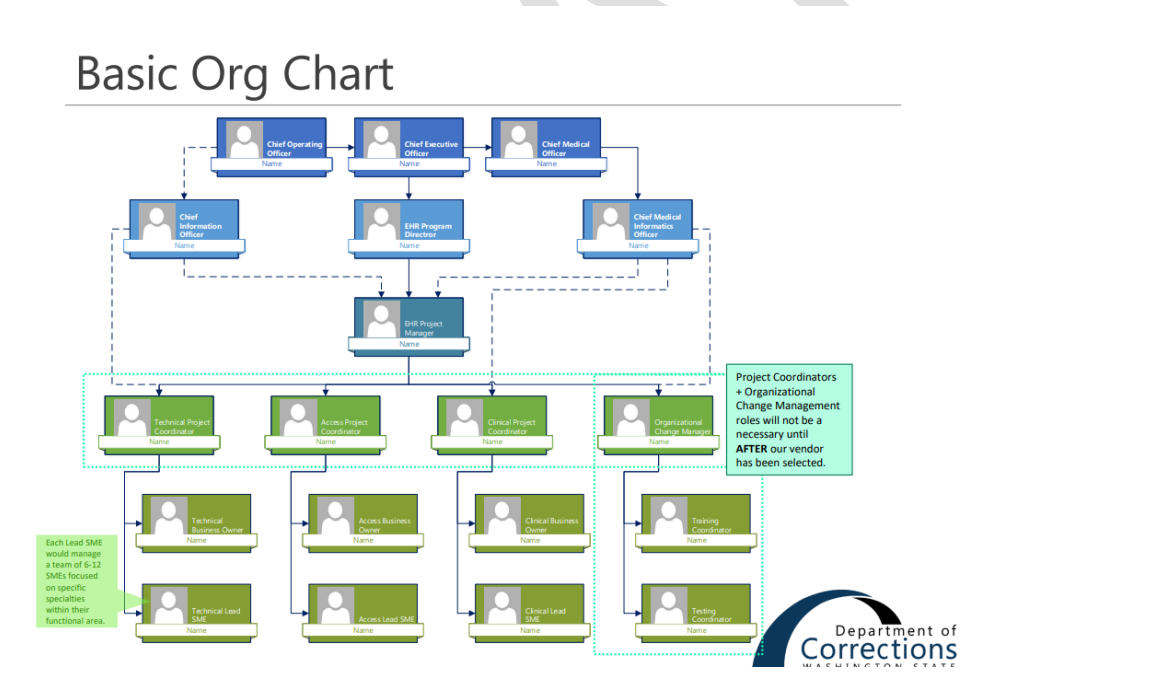 Basic Org Chart
Chief Operating
Officer
Name
Chief Executive
Officer
Name
Chief Medical
Officer
Name
Chief
Information
Officer
Name
EHR Program
Directror
Name
Chief Medical
Informatics
Officer
Name
EHR Project
Manager
Name
Project Coordinators
+ Organizational
Change Management
roles will not be a
necessary until
AFTER our vendor
has been selected.
Technical Project
Coordinator
Name
Access Project
Coordinator
Name
Clinical Project
Coordinator
Name
Organizational
Change Manager
Name
Technical
Business Owner
Name
Access Business
Owner
Name
Clinical Business
Owner
Name
Training
Coordinator
Name
Each Lead SME
would manage
a team of 6-12
SMEs focused
on specific
specialties
within their
functional area.
Technical Lead
SME
Name
Access Lead SME
Name
Clinical Lead
SME
Name
Testing
Coordinator
Name
Department of
Corrections
WASHINGTON STATE